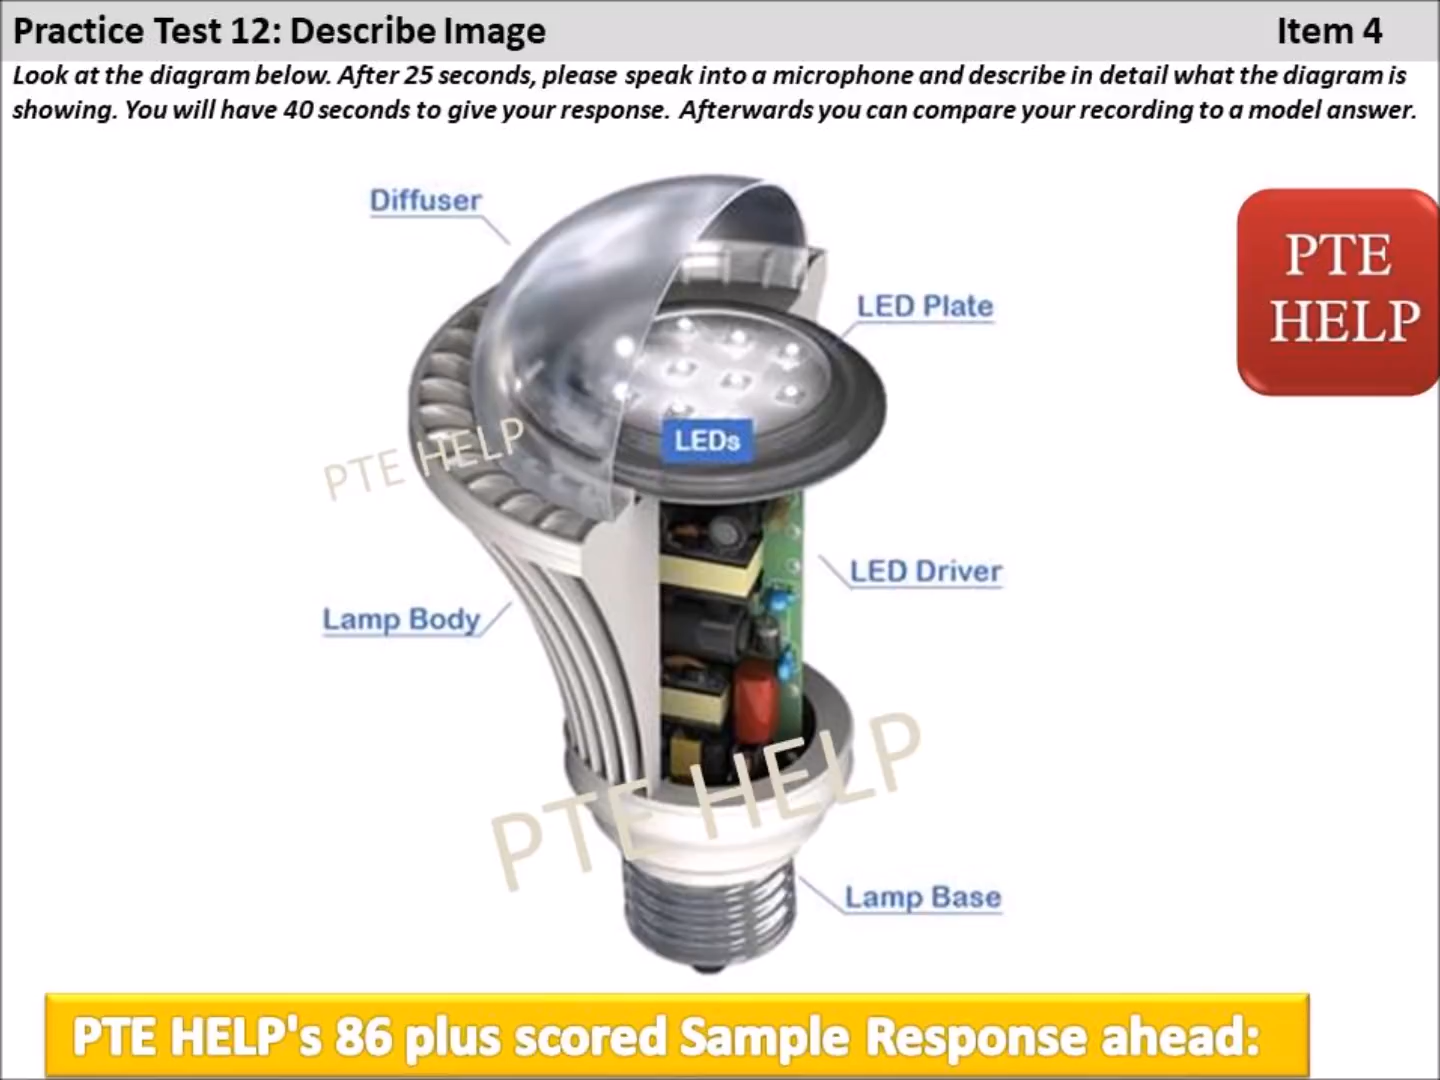 Practice Test 12: Describe Image
Item 4
Look at the diagram below. After 25 seconds, please speak into a microphone and describe in detail what the diagram is
showing. You will have 40 seconds to give your response. Afterwards you can compare your recording to a model answer.
Diffuser
PTE
HELP
LED Plate
LEDs
PTE HELP
LED Driver
Lamp Body
PTE HELP
Lamp Base
PTE HELP's 86 plus scored Sample Response ahead: